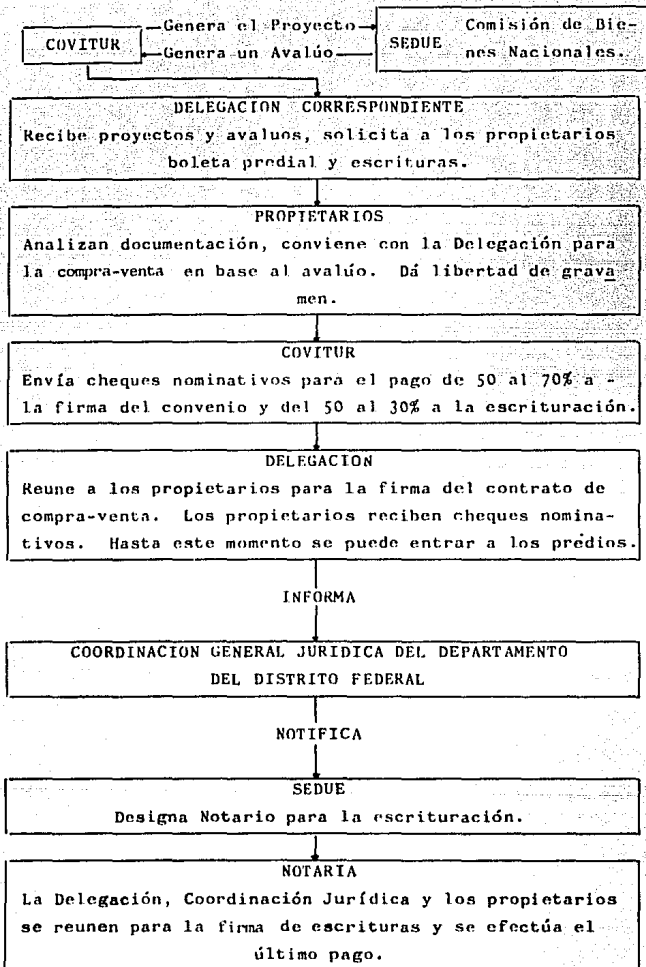 COVITUR
Genera el Proyecto
Genera un Avalúo
SEDUE
Comisión de Bie-
nes Nacionales.
DELEGACION CORRESPONDIENTE
Recibe proyectos y avaluos, solicita a los propietarios
boleta predial y escrituras.
PROPIETARIOS
Analizan documentación, conviene con la Delegación para
la compra-venta en base al avalúo. Dá libertad de grava
men.
COVITUR
Envía cheques nominativos para el pago de 50 al 70% a -
la firma del convenio y del 50 al 30% a la escrituración.
DELEGACION
Reune a los propietarios para la firma del contrato de
compra-venta. Los propietarios reciben cheques nomina-
tivos. Hasta este momento se puede entrar a los prédios.
INFORMA
COORDINACION GENERAL JURIDICA DEL DEPARTAMENTO
DEL DISTRITO FEDERAL
NOTIFICA
SEDUE
Designa Notario para la escrituración.
NOTARIA
La Delegación, Coordinación Jurídica y los propietarios
se reunen para la firma de escrituras y se efectúa el
último pago.